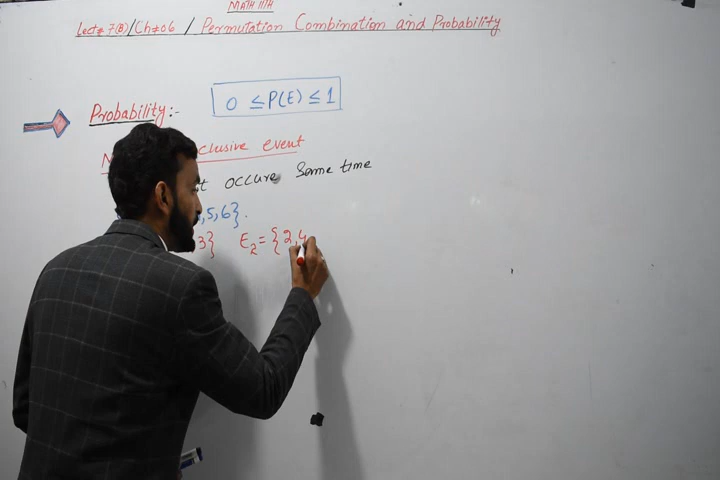 MATH 11TH
Lect# 7(B)/Ch#06 / Permutation Combination and Probability
Probability:- 0 ≤ P(E) ≤ 1
clusive event
t occure Same time
,5,6}.
3} E₂ = {2,4